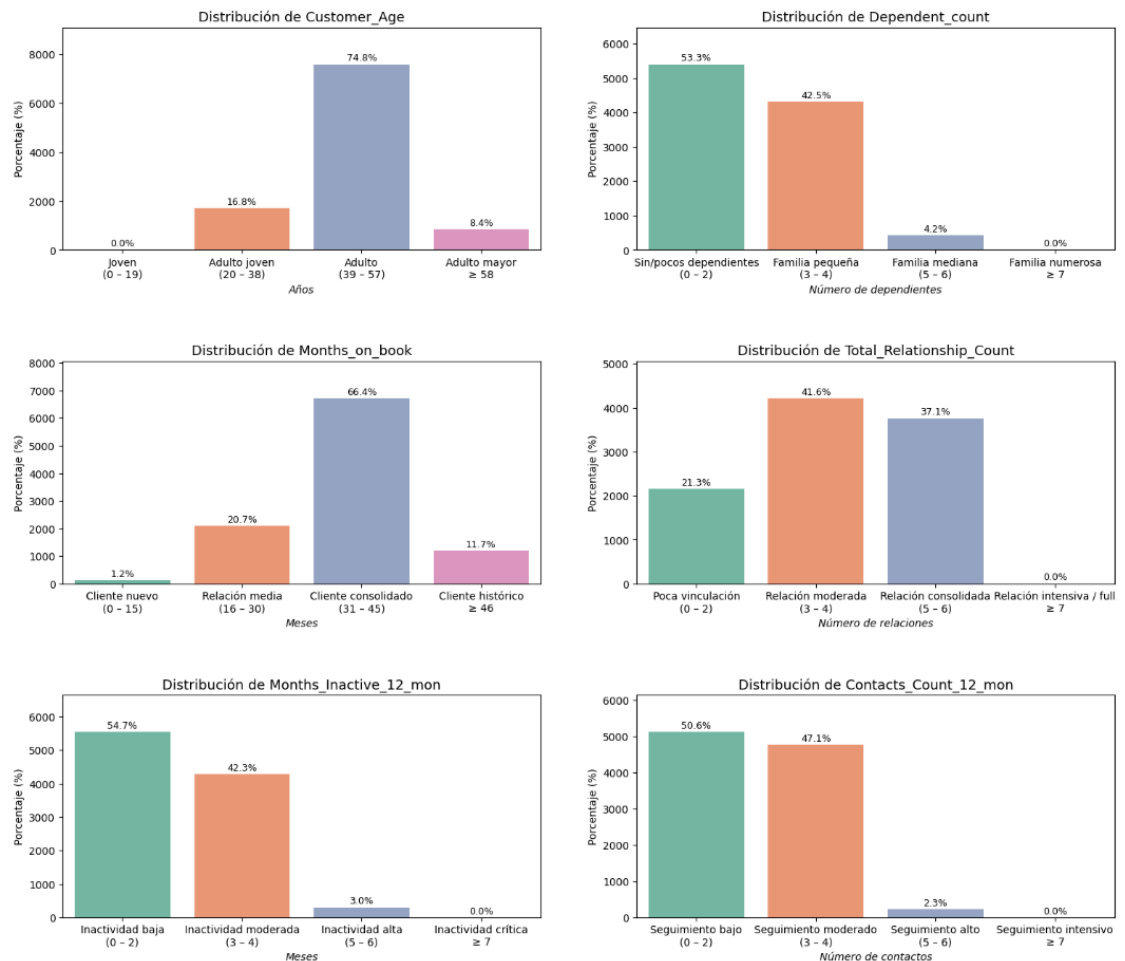 Distribución de Customer_Age
Porcentaje (%)
8000
6000
4000
2000
0
0.0%
16.8%
74.8%
8.4%
Joven
(0 – 19)
Adulto joven
(20 – 38)
Adulto
(39 – 57)
Adulto mayor
≥ 58
Años
Distribución de Dependent_count
Porcentaje (%)
6000
5000
4000
3000
2000
1000
0
53.3%
42.5%
4.2%
0.0%
Sin/pocos dependientes
(0 – 2)
Familia pequeña
(3 – 4)
Familia mediana
(5 – 6)
Familia numerosa
≥ 7
Número de dependientes
Distribución de Months_on_book
Porcentaje (%)
8000
7000
6000
5000
4000
3000
2000
1000
0
1.2%
20.7%
66.4%
11.7%
Cliente nuevo
(0 – 15)
Relación media
(16 – 30)
Cliente consolidado
(31 – 45)
Cliente histórico
≥ 46
Meses
Distribución de Total_Relationship_Count
Porcentaje (%)
5000
4000
3000
2000
1000
0
21.3%
41.6%
37.1%
0.0%
Poca vinculación
(0 – 2)
Relación moderada
(3 – 4)
Relación consolidada
(5 – 6)
Relación intensiva / full
≥ 7
Número de relaciones
Distribución de Months_Inactive_12_mon
Porcentaje (%)
6000
5000
4000
3000
2000
1000
0
54.7%
42.3%
3.0%
0.0%
Inactividad baja
(0 – 2)
Inactividad moderada
(3 – 4)
Inactividad alta
(5 – 6)
Inactividad crítica
≥ 7
Meses
Distribución de Contacts_Count_12_mon
Porcentaje (%)
6000
5000
4000
3000
2000
1000
0
50.6%
47.1%
2.3%
0.0%
Seguimiento bajo
(0 – 2)
Seguimiento moderado
(3 – 4)
Seguimiento alto
(5 – 6)
Seguimiento intensivo
≥ 7
Número de contactos